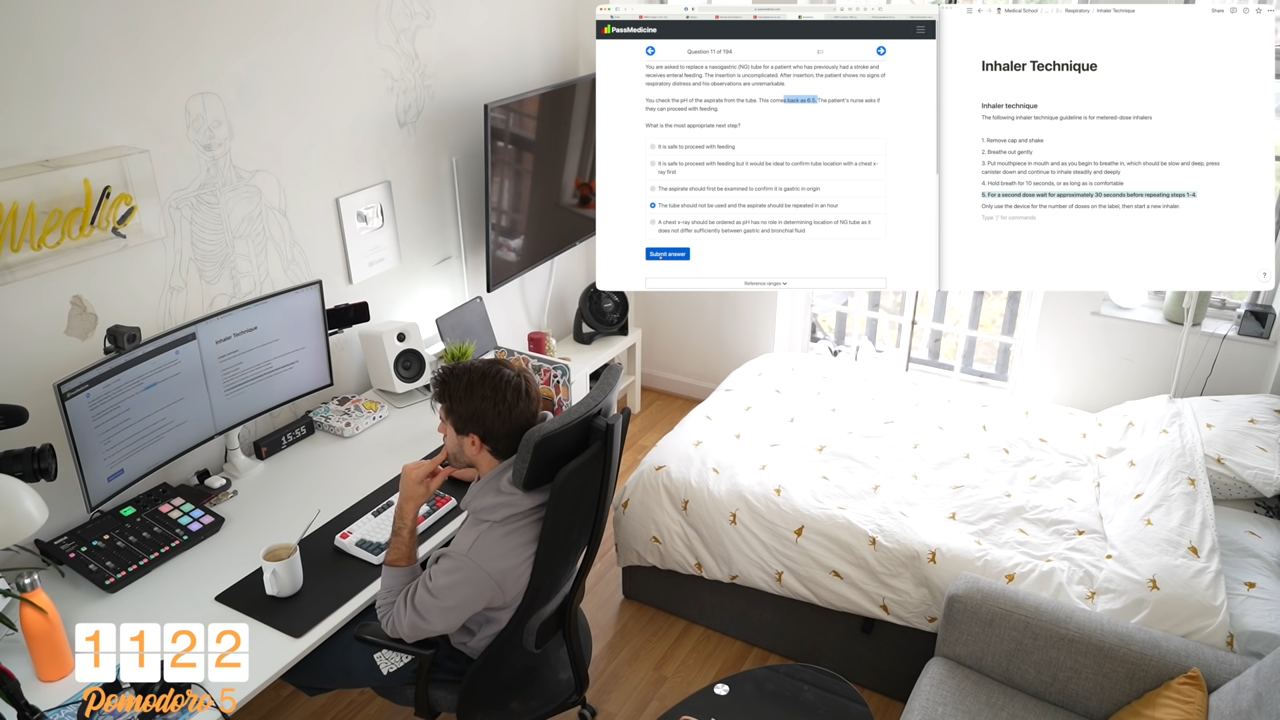 PassMedicine
Question 11 of 194
You are asked to replace a nasogastric (NG) tube for a patient who has previously had a stroke and
receives enteral feeding. The insertion is uncomplicated. After insertion, the patient shows no signs of
respiratory distress and his observations are unremarkable.
You check the pH of the aspirate from the tube. This comes back as 6.5. The patient's nurse asks if
they can proceed with feeding.
What is the most appropriate next step?
It is safe to proceed with feeding
It is safe to proceed with feeding but it would be ideal to confirm tube location with a chest x-
ray first
The aspirate should first be examined to confirm it is gastric in origin
The tube should not be used and the aspirate should be repeated in an hour
A chest x-ray should be ordered as pH has no role in determining location of NG tube as it
does not differ sufficiently between gastric and bronchial fluid
Submit answer
Reference ranges
Medical School / ... / Respiratory / Inhaler Technique
Share
Inhaler Technique
Inhaler technique
The following inhaler technique guideline is for metered-dose inhalers
1. Remove cap and shake
2. Breathe out gently
3. Put mouthpiece in mouth and as you begin to breathe in, which should be slow and deep, press
canister down and continue to inhale steadily and deeply
4. Hold breath for 10 seconds, or as long as is comfortable
5. For a second dose wait for approximately 30 seconds before repeating steps 1-4.
Only use the device for the number of doses on the label, then start a new inhaler.
Type '/' for commands
?
Medic
Inhaler Technique
15:55
1122
Pomodoro 5